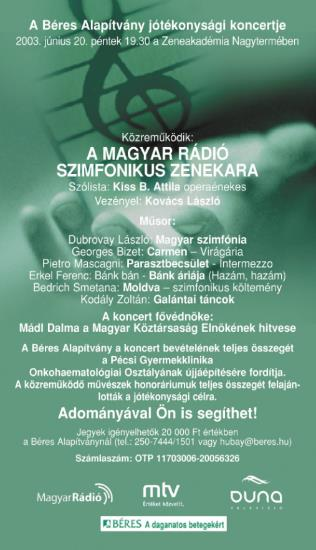 A Béres Alapítvány jótékonysági koncertje
2003. június 20. péntek 19.30 a Zeneakadémia Nagytermében
Közreműködik:
A MAGYAR RÁDIÓ
SZIMFONIKUS ZENEKARA
Szólista: Kiss B. Attila operaénekes
Vezényel: Kovács László
Műsor:
Dubrovay László: Magyar szimfónia
Georges Bizet: Carmen – Virágária
Pietro Mascagni: Parasztbecsület - Intermezzo
Erkel Ferenc: Bánk bán - Bánk áriája (Hazám, hazám)
Bedrich Smetana: Moldva – szimfonikus költemény
Kodály Zoltán: Galántai táncok
A koncert fővédnöke:
Mádl Dalma a Magyar Köztársaság Elnökének hitvese
A Béres Alapítvány a koncert bevételének teljes összegét
a Pécsi Gyermekklinika
Onkohaematológiai Osztályának újjáépítésére fordítja.
A közreműködő művészek honoráriumuk teljes összegét felaján-
lották a jótékonysági célra.
Adományával Ön is segíthet!
Jegyek igényelhetők 20 000 Ft értékben
a Béres Alapítványnál (tel.: 250-7444/1501 vagy hubay@beres.hu)
Számlaszám: OTP 11703006-20056326
MagyarRádió
mtv
Értéket közvetít.
Duna
TELEVÍZIÓ
BÉRES A daganatos betegekért